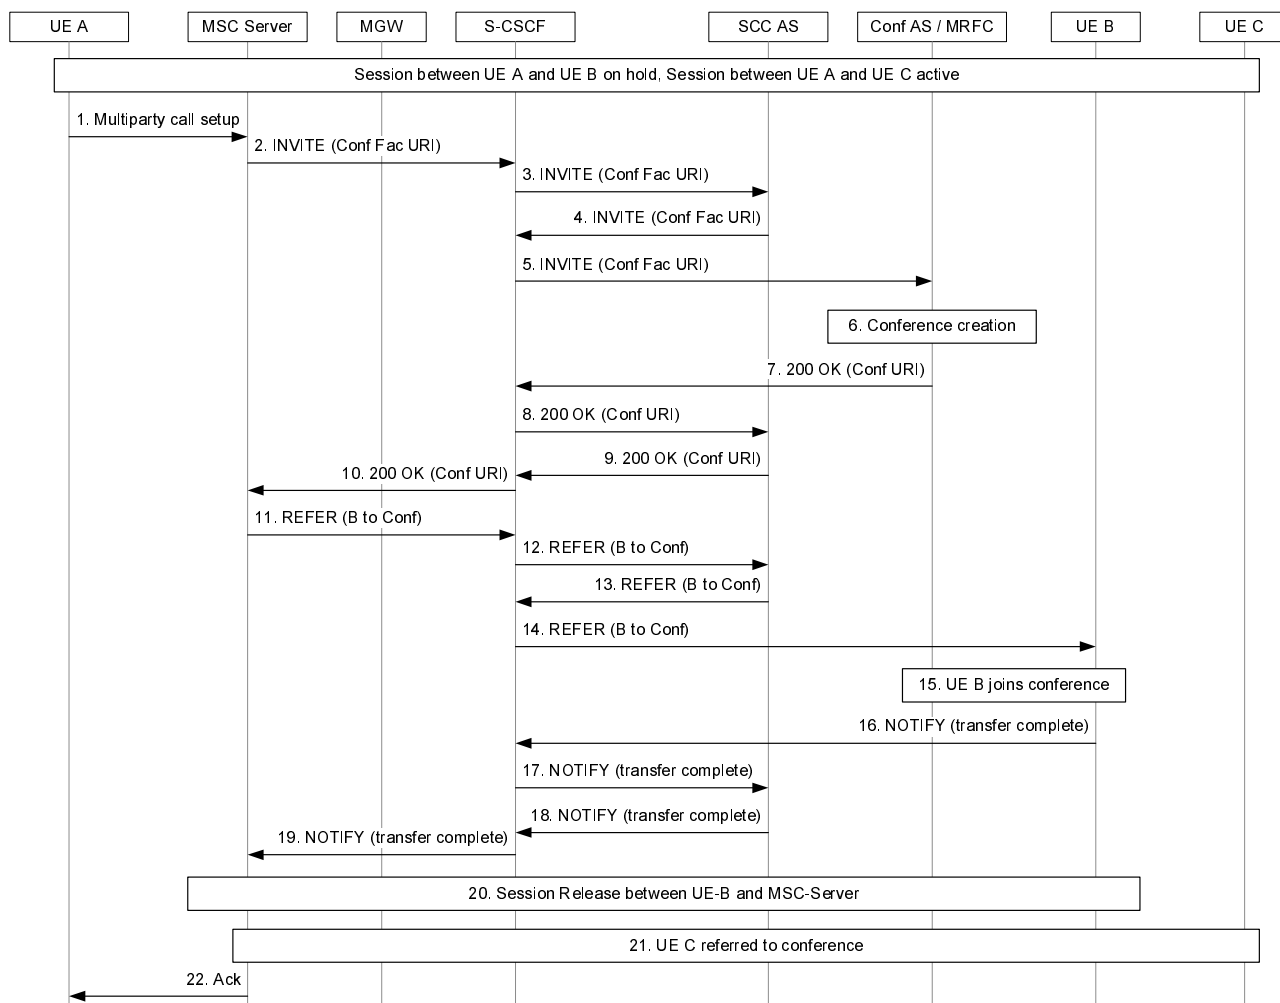 UE A
MSC Server
MGW
S-CSCF
SCC AS
Conf AS / MRFC
UE B
UE C
Session between UE A and UE B on hold, Session between UE A and UE C active
1. Multiparty call setup
2. INVITE (Conf Fac URI)
3. INVITE (Conf Fac URI)
4. INVITE (Conf Fac URI)
5. INVITE (Conf Fac URI)
6. Conference creation
7. 200 OK (Conf URI)
8. 200 OK (Conf URI)
9. 200 OK (Conf URI)
10. 200 OK (Conf URI)
11. REFER (B to Conf)
12. REFER (B to Conf)
13. REFER (B to Conf)
14. REFER (B to Conf)
15. UE B joins conference
16. NOTIFY (transfer complete)
17. NOTIFY (transfer complete)
18. NOTIFY (transfer complete)
19. NOTIFY (transfer complete)
20. Session Release between UE-B and MSC-Server
21. UE C referred to conference
22. Ack